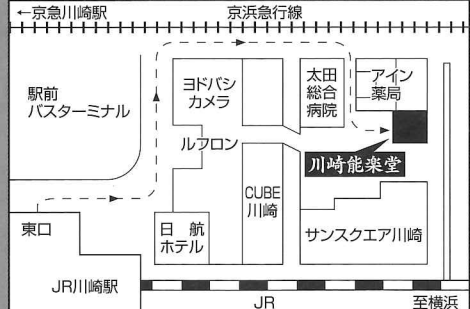 ←京急川崎駅
京浜急行線
駅前
バスターミナル
ヨドバシ
カメラ
ルフロン
太田
総合
病院
アイン
薬局
川崎能楽堂
CUBE
川崎
日航
ホテル
サンスクエア川崎
東口
JR川崎駅
JR
至横浜